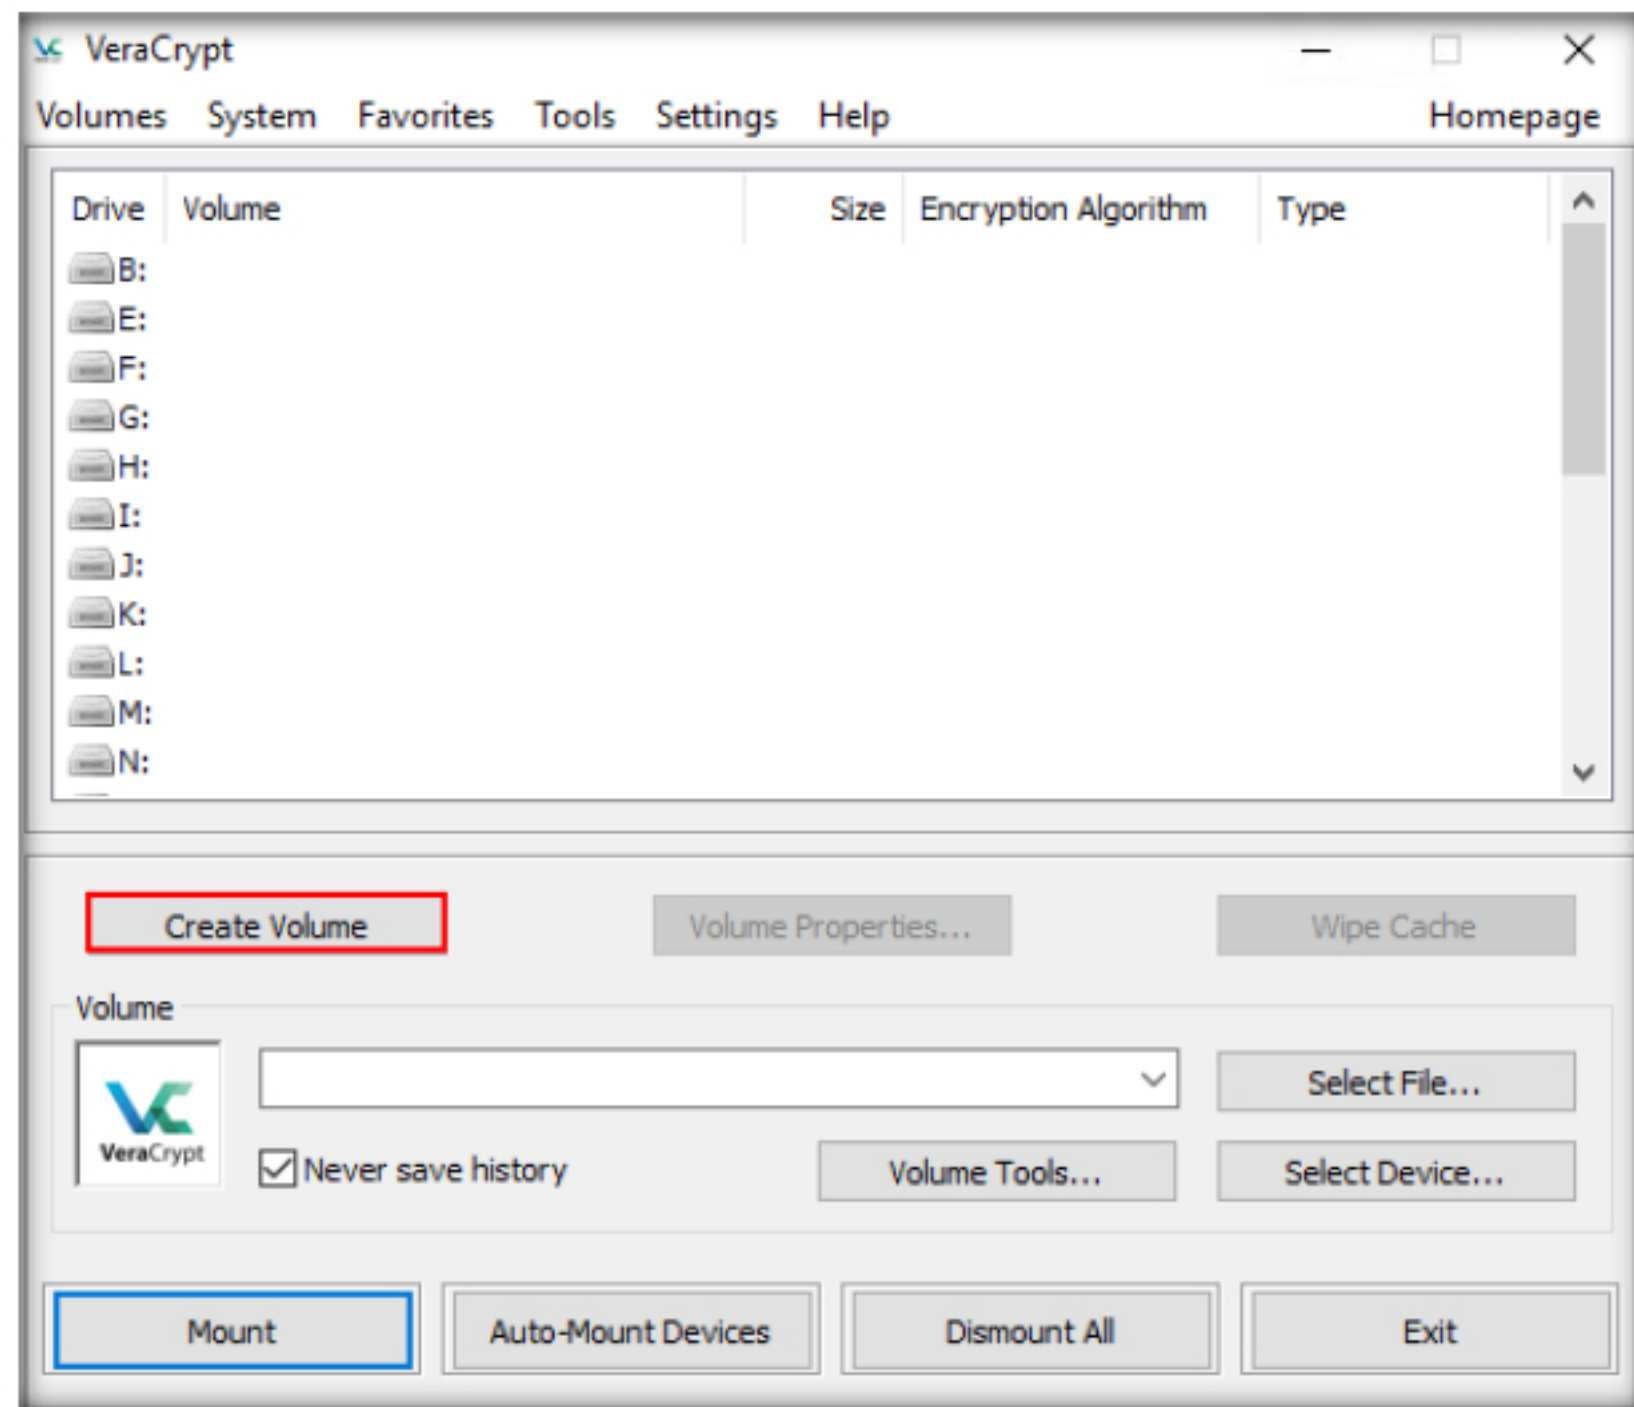 VeraCrypt
Volumes System Favorites Tools Settings Help Homepage
Drive Volume Size Encryption Algorithm Type
B:
E:
F:
G:
H:
I:
J:
K:
L:
M:
N:
Create Volume Volume Properties... Wipe Cache
Volume
VeraCrypt
Select File...
Never save history Volume Tools... Select Device...
Mount Auto-Mount Devices Dismount All Exit